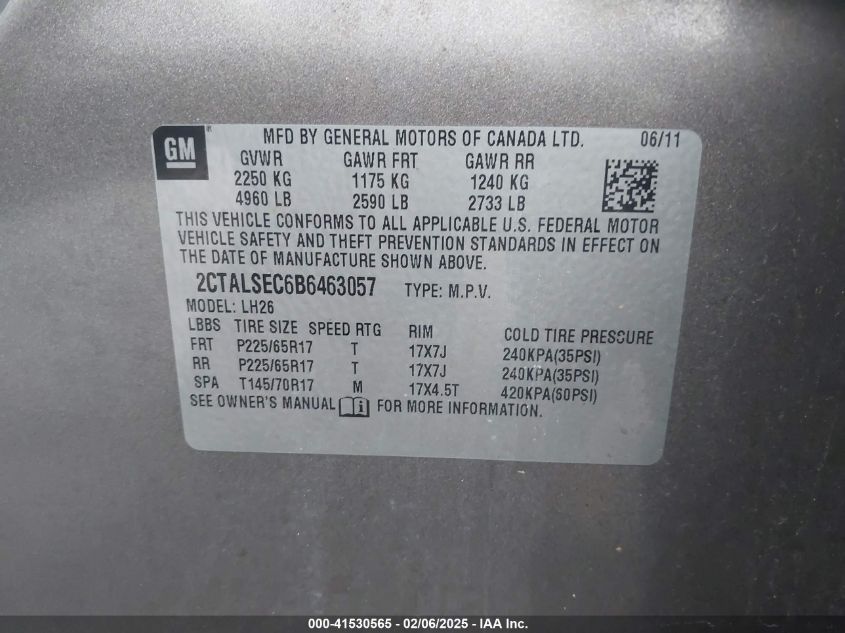 GM
MFD BY GENERAL MOTORS OF CANADA LTD. 06/11
GVWR GAWR FRT GAWR RR
2250 KG 1175 KG 1240 KG
4960 LB 2590 LB 2733 LB
THIS VEHICLE CONFORMS TO ALL APPLICABLE U.S. FEDERAL MOTOR
VEHICLE SAFETY AND THEFT PREVENTION STANDARDS IN EFFECT ON
THE DATE OF MANUFACTURE SHOWN ABOVE.
2CTALSEC6B6463057 TYPE: M.P.V.
MODEL: LH26
LBBS TIRE SIZE SPEED RTG RIM COLD TIRE PRESSURE
FRT P225/65R17 T 17X7J 240KPA(35PSI)
RR P225/65R17 T 17X7J 240KPA(35PSI)
SPA T145/70R17 M 17X4.5T 420KPA(60PSI)
SEE OWNER'S MANUAL FOR MORE INFORMATION.
000-41530565 - 02/06/2025 - IAA Inc.